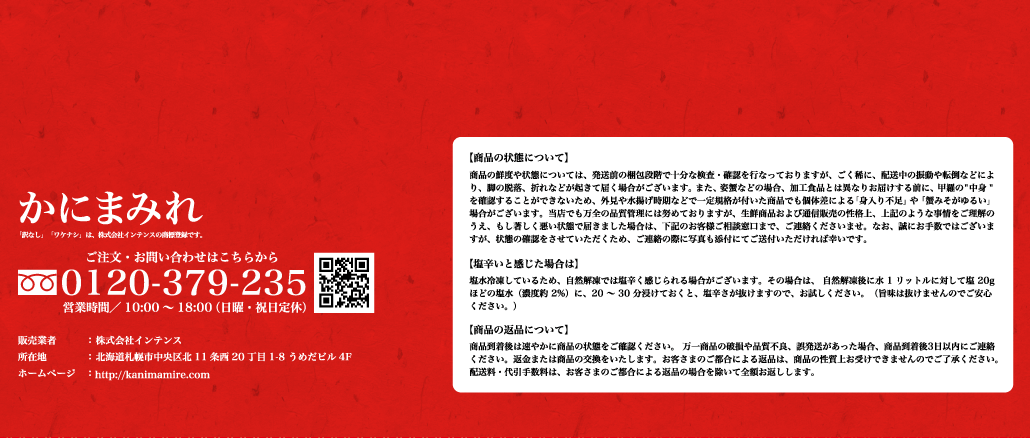 かにまみれ
「訳なし」「ワケナシ」は、株式会社インテンスの商標登録です。
ご注文・お問い合わせはこちらから
0120-379-235
営業時間／10:00 〜 18:00（日曜・祝日定休）
販売業者　：株式会社インテンス
所在地　：北海道札幌市中央区北 11 条西 20 丁目 1-8 うめだビル 4F
ホームページ　：http://kanimamire.com
【商品の状態について】
商品の鮮度や状態については、発送前の梱包段階で十分な検査・確認を行なっておりますが、ごく稀に、配送中の振動や転倒などによ
り、脚の脱落、折れなどが起きて届く場合がございます。また、姿蟹などの場合、加工食品とは異なりお届けする前に、甲羅の"中身"
を確認することができないため、外見や水揚げ時期などで一定規格が付いた商品でも個体差による「身入り不足」や「蟹みそがゆるい」
場合がございます。当店でも万全の品質管理には努めておりますが、生鮮商品および通信販売の性格上、上記のような事情をご理解の
うえ、もし著しく悪い状態で届きました場合は、下記のお客様ご相談窓口まで、ご連絡くださいませ。なお、誠にお手数ではございま
すが、状態の確認をさせていただくため、ご連絡の際に写真も添付にてご送付いただければ幸いです。
【塩辛いと感じた場合は】
塩水冷凍しているため、自然解凍では塩辛く感じられる場合がございます。その場合は、 自然解凍後に水 1 リットルに対して塩 20g
ほどの塩水（濃度約 2%）に、20 〜 30 分浸けておくと、塩辛さが抜けますので、お試しください。（旨味は抜けませんのでご安心
ください。）
【商品の返品について】
商品到着後は速やかに商品の状態をご確認ください。 万一商品の破損や品質不良、誤発送があった場合、商品到着後3日以内にご連絡
ください。返金または商品の交換をいたします。お客さまのご都合による返品は、商品の性質上お受けできませんのでご了承ください。
配送料・代引手数料は、お客さまのご都合による返品の場合を除いて全額お返しします。